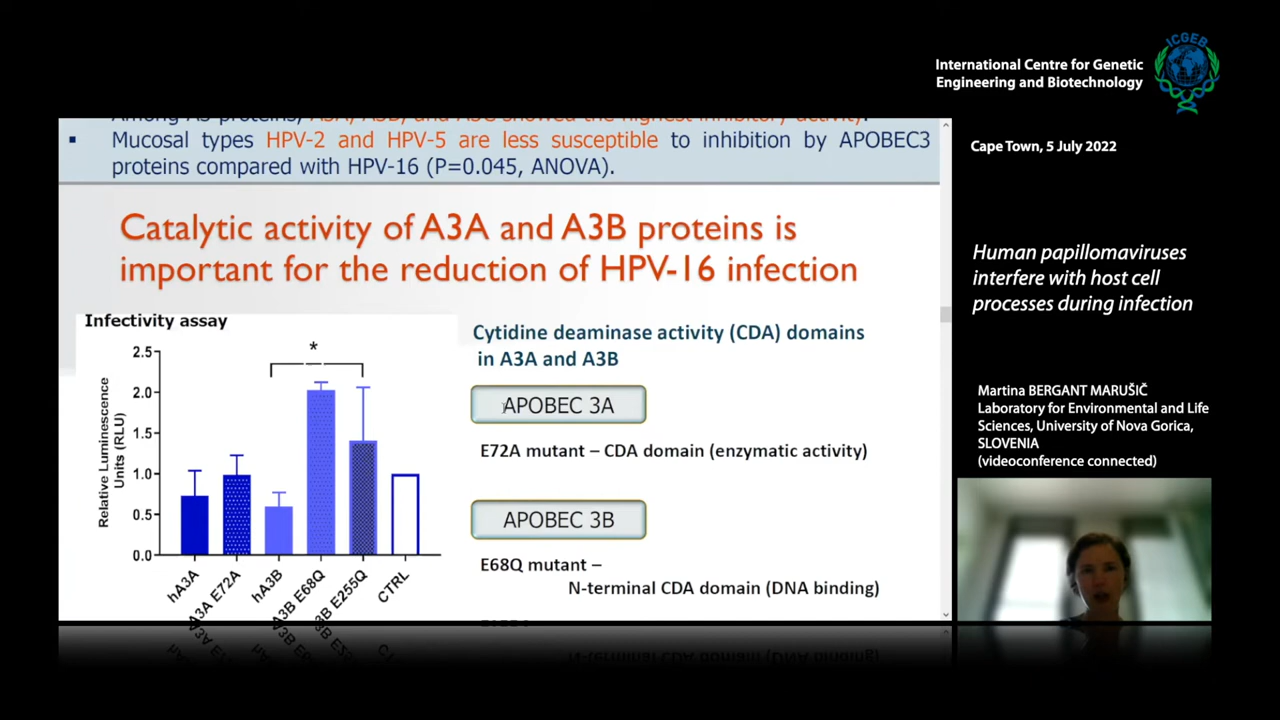 ICGEB
International Centre for Genetic
Engineering and Biotechnology
Cape Town, 5 July 2022
Among A3 proteins, A3A, A3B, and A3C showed the highest inhibitory activity.
▪ Mucosal types HPV-2 and HPV-5 are less susceptible to inhibition by APOBEC3
proteins compared with HPV-16 (P=0.045, ANOVA).
Catalytic activity of A3A and A3B proteins is
important for the reduction of HPV-16 infection
Infectivity assay
Relative Luminescence
Units (RLU)
2.5
2.0
1.5
1.0
0.5
0.0
*
hA3A
A3A E72A
hA3B
A3B E68Q
3B E255Q
CTRL
Cytidine deaminase activity (CDA) domains
in A3A and A3B
APOBEC 3A
E72A mutant – CDA domain (enzymatic activity)
APOBEC 3B
E68Q mutant –
N-terminal CDA domain (DNA binding)
Human papillomaviruses
interfere with host cell
processes during infection
Martina BERGANT MARUŠIČ
Laboratory for Environmental and Life
Sciences, University of Nova Gorica,
SLOVENIA
(videoconference connected)